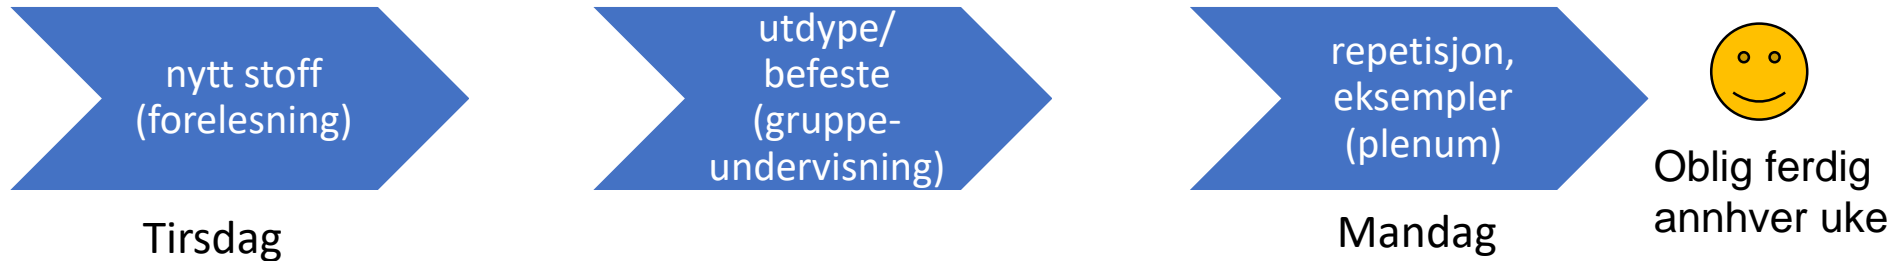 nytt stoff
(forelesning)
utdype/
befeste
(gruppe-
undervisning)
repetisjon,
eksempler
(plenum)
Oblig ferdig
annhver uke
Tirsdag
Mandag